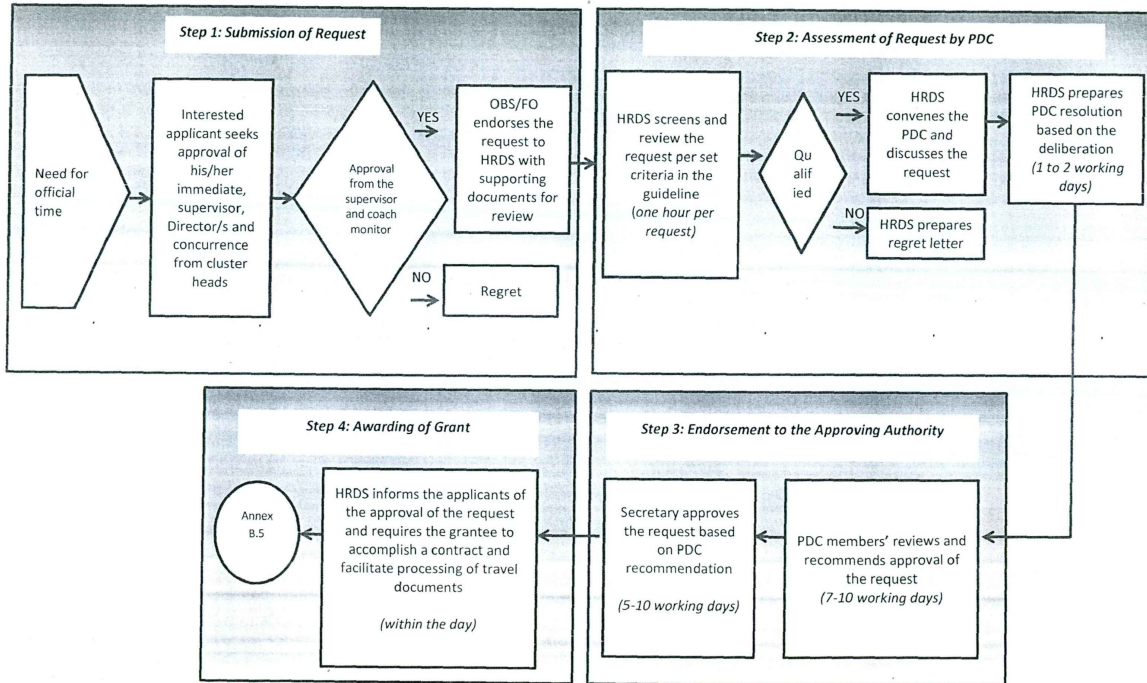 Step 1: Submission of Request
Need for
official
time
Interested
applicant seeks
approval of
his/her
immediate,
supervisor,
Director/s and
concurrence
from cluster
heads
Approval
from the
supervisor
and coach
monitor
YES
OBS/FO
endorses the
request to
HRDS with
supporting
documents for
review
NO
Regret
Step 2: Assessment of Request by PDC
HRDS screens and
review the
request per set
criteria in the
guideline
(one hour per
request)
Qu
alif
ied
YES
HRDS
convenes the
PDC and
discusses the
request
NO
HRDS prepares
regret letter
HRDS prepares
PDC resolution
based on the
deliberation
(1 to 2 working
days)
Step 3: Endorsement to the Approving Authority
PDC members' reviews and
recommends approval of
the request
(7-10 working days)
Secretary approves
the request based
on PDC
recommendation
(5-10 working days)
Step 4: Awarding of Grant
HRDS informs the applicants of
the approval of the request
and requires the grantee to
accomplish a contract and
facilitate processing of travel
documents
(within the day)
Annex
B.5